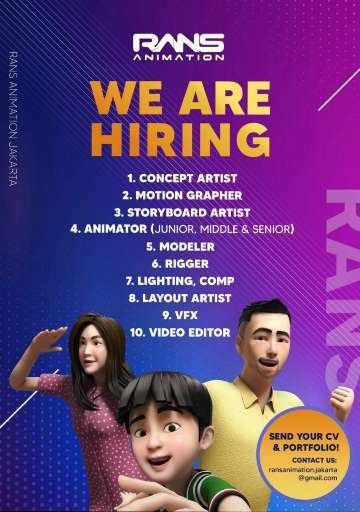 RANS
ANIMATION
RANS ANIMATION JAKARTA
WE ARE
HIRING
1. CONCEPT ARTIST
2. MOTION GRAPHER
3. STORYBOARD ARTIST
4. ANIMATOR (JUNIOR, MIDDLE & SENIOR)
5. MODELER
6. RIGGER
7. LIGHTING, COMP
8. LAYOUT ARTIST
9. VFX
10. VIDEO EDITOR
RANS
SEND YOUR CV
& PORTFOLIO!
CONTACT US:
ransanimation.jakarta
@gmail.com